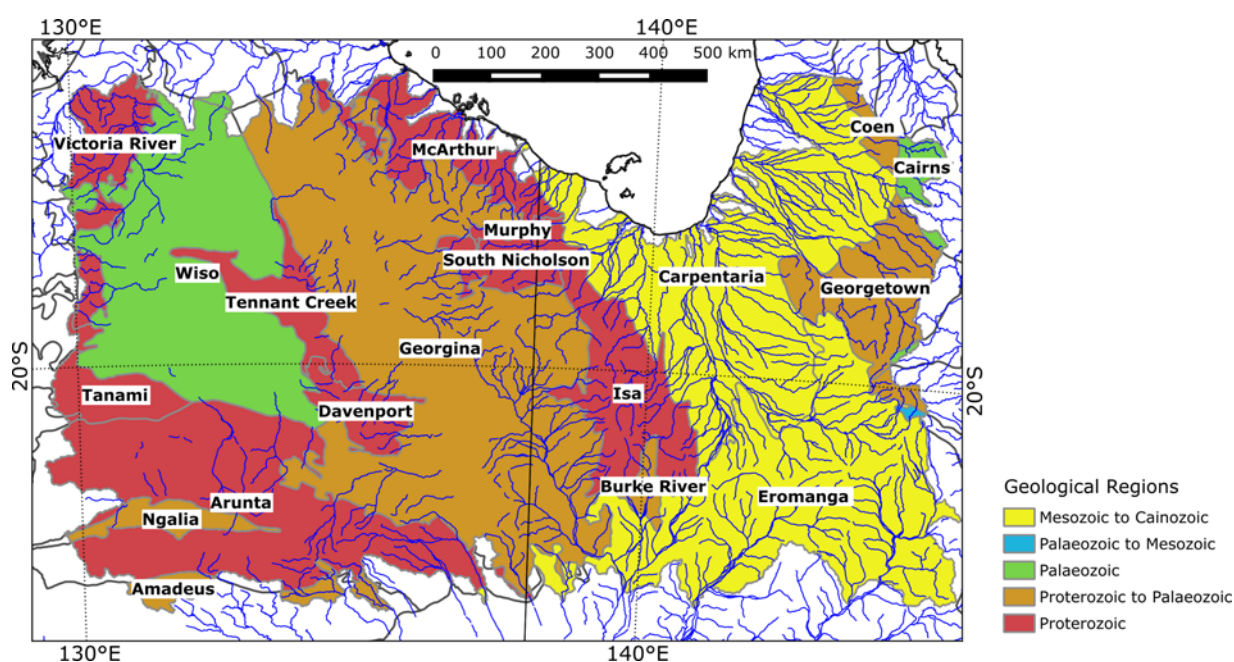 130°E
140°E
0 100 200 300 400 500 km
Coen
Victoria River
McArthur
Cairns
Murphy
South Nicholson
Wiso
Carpentaria
Georgetown
Tennant Creek
Georgina
20°S
Tanami
Isa
20°S
Davenport
Burke River
Eromanga
Arunta
Ngalia
Amadeus
130°E
140°E
Geological Regions
Mesozoic to Cainozoic
Palaeozoic to Mesozoic
Palaeozoic
Proterozoic to Palaeozoic
Proterozoic